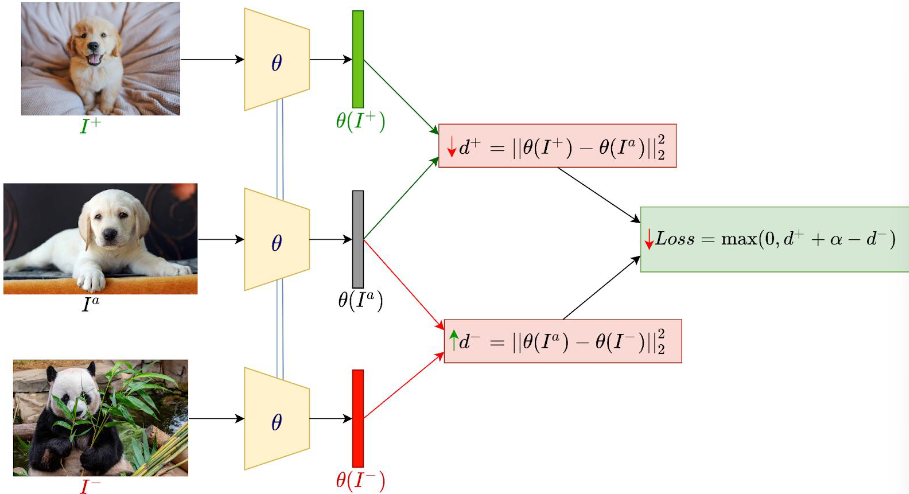 θ
θ(I⁺)
I⁺
↓d⁺ = ||θ(I⁺) − θ(Iᵃ)||₂²
θ
θ(Iᵃ)
Iᵃ
↓Loss = max(0, d⁺ + α − d⁻)
↑d⁻ = ||θ(Iᵃ) − θ(I⁻)||₂²
θ
θ(I⁻)
I⁻